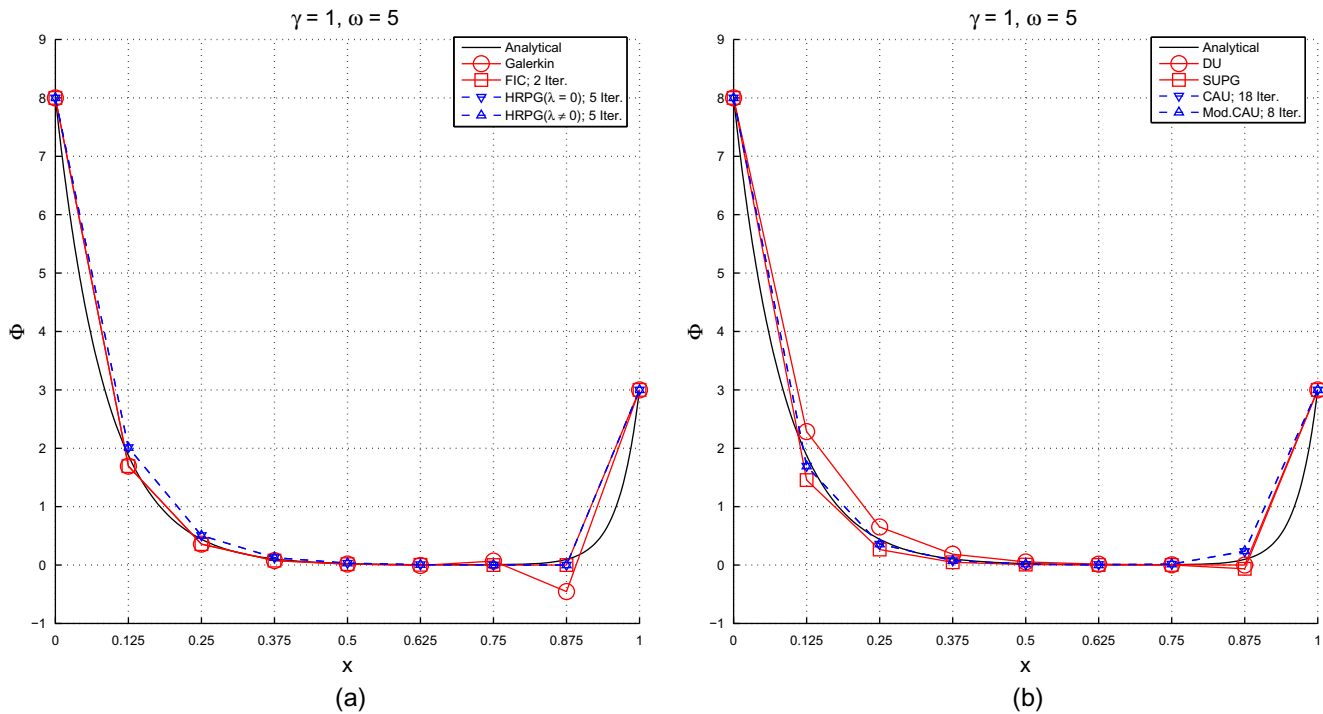 γ = 1, ω = 5
9
8
7
6
5
4
3
2
1
0
−1
Φ
Analytical
Galerkin
FIC; 2 Iter.
HRPG(λ = 0); 5 Iter.
HRPG(λ ≠ 0); 5 Iter.
0 0.125 0.25 0.375 0.5 0.625 0.75 0.875 1
x
(a)
γ = 1, ω = 5
9
8
7
6
5
4
3
2
1
0
−1
Φ
Analytical
DU
SUPG
CAU; 18 Iter.
Mod.CAU; 8 Iter.
0 0.125 0.25 0.375 0.5 0.625 0.75 0.875 1
x
(b)